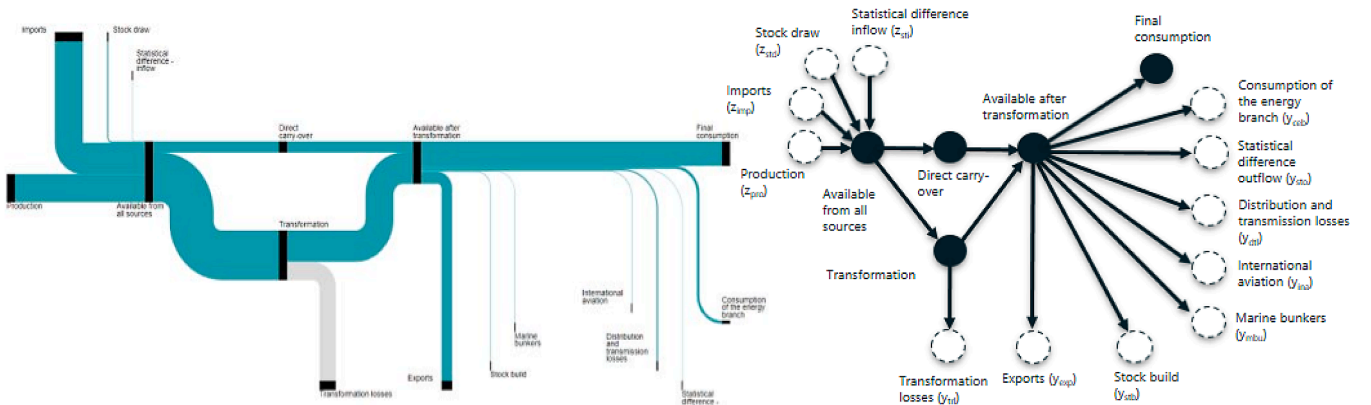 Imports
Stock draw
Statistical
difference -
inflow
Direct
carry-over
Available after
transformation
Final
consumption
Production
Available from
all sources
Transformation
International
aviation
Consumption
of the energy
branch
Marine
bunkers
Distribution
and
transmission
losses
Stock build
Exports
Transformation losses
Statistical
difference -
Statistical difference
inflow (z_sti)
Stock draw
(z_std)
Final
consumption
Imports
(z_imp)
Available after
transformation
Consumption of
the energy
branch (y_ceb)
Statistical
difference
outflow (y_sto)
Production
(z_pro)
Direct carry-
over
Available
from all
sources
Distribution and
transmission losses
(y_dtl)
Transformation
International
aviation (y_ina)
Marine bunkers
(y_mbu)
Transformation
losses (y_trl)
Exports (y_exp)
Stock build
(y_stb)